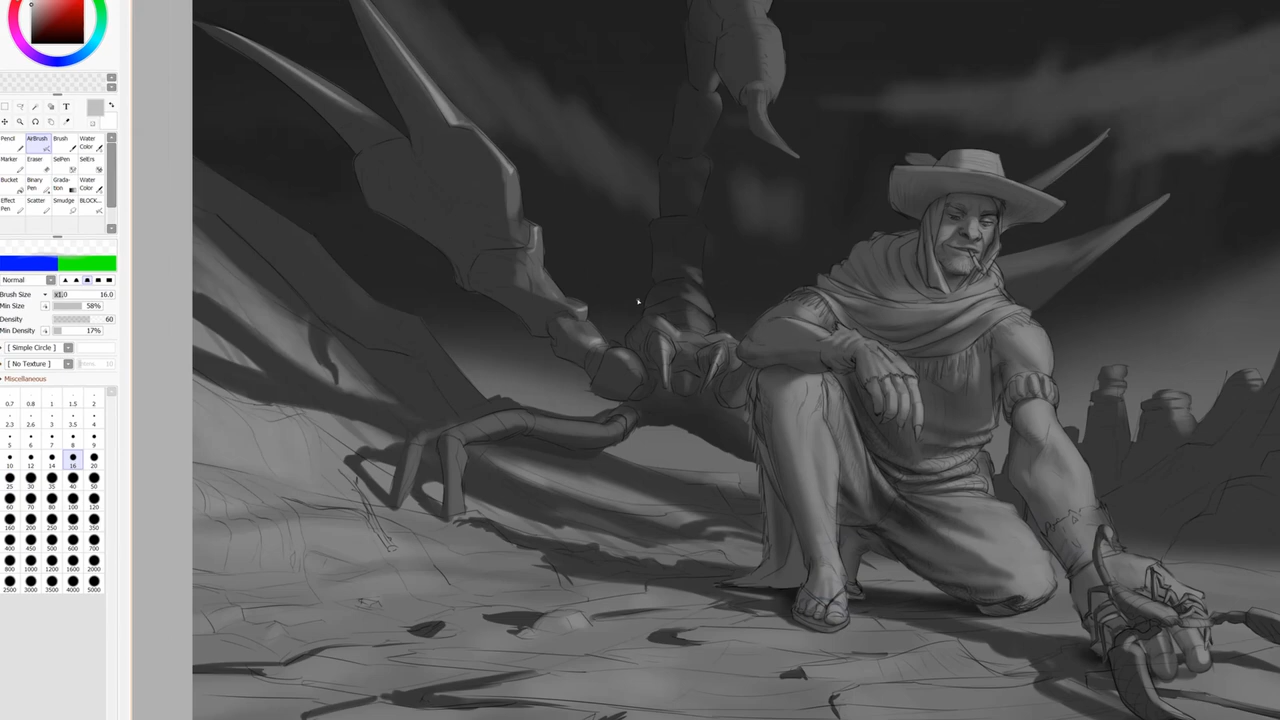 T
Pencil AirBrush Brush Water Color
Marker Eraser SelPen SelErs
Bucket Binary Pen Grada-tion Water Color
Effect Pen Scatter Smudge BLOCK...
Normal
Brush Size x1.0 16.0
Min Size 58%
Density 60
Min Density 17%
[ Simple Circle ]
[ No Texture ]
Miscellaneous
0.7 0.8 1 1.5 2
2.3 2.6 3 3.5 4
5 6 7 8 9
10 12 14 16 20
25 30 35 40 50
60 70 80 100 120
160 200 250 300 350
400 450 500 600 700
800 1000 1200 1600 2000
2500 3000 3500 4000 5000